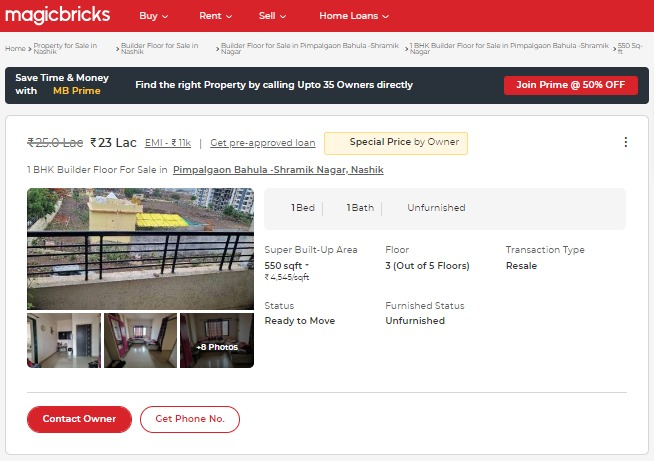 magicbricks
Buy Rent Sell Home Loans
Home > Property for Sale in Nashik > Builder Floor for Sale in Nashik > Builder Floor for Sale in Pimpalgaon Bahula -Shramik Nagar > 1 BHK Builder Floor for Sale in Pimpalgaon Bahula -Shramik Nagar > 550 Sq-ft
Save Time & Money
with MB Prime
Find the right Property by calling Upto 35 Owners directly
Join Prime @ 50% OFF
₹25.0 Lac ₹23 Lac EMI - ₹ 11k | Get pre-approved loan Special Price by Owner
1 BHK Builder Floor For Sale in Pimpalgaon Bahula -Shramik Nagar, Nashik
1 Bed 1 Bath Unfurnished
Super Built-Up Area Floor Transaction Type
550 sqft 3 (Out of 5 Floors) Resale
₹ 4,545/sqft
Status Furnished Status
Ready to Move Unfurnished
+8 Photos
Contact Owner Get Phone No.